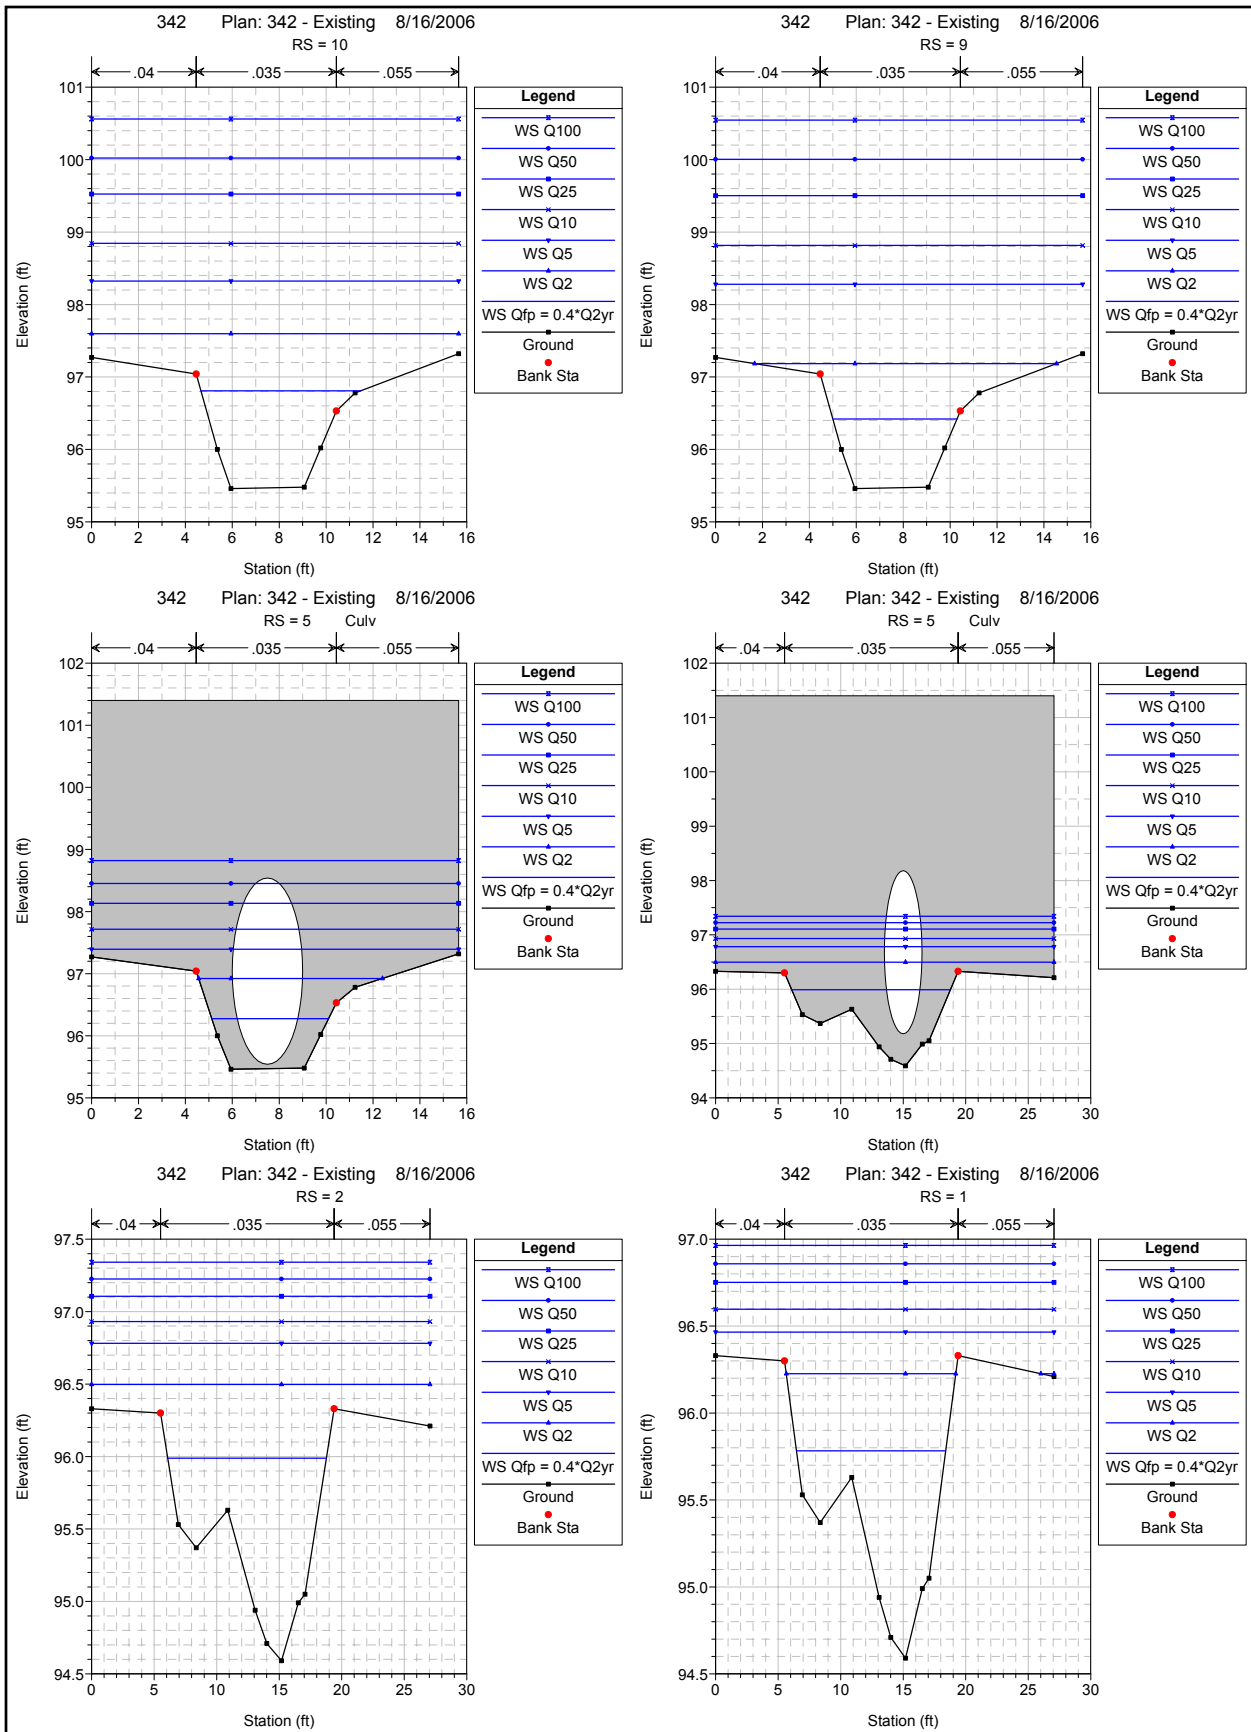 342 Plan: 342 - Existing 8/16/2006
RS = 10
.04 .035 .055
101
100
99
98
97
96
95
Elevation (ft)
0 2 4 6 8 10 12 14 16
Station (ft)
Legend
WS Q100
WS Q50
WS Q25
WS Q10
WS Q5
WS Q2
WS Qfp = 0.4*Q2yr
Ground
Bank Sta
342 Plan: 342 - Existing 8/16/2006
RS = 9
.04 .035 .055
101
100
99
98
97
96
95
Elevation (ft)
0 2 4 6 8 10 12 14 16
Station (ft)
Legend
WS Q100
WS Q50
WS Q25
WS Q10
WS Q5
WS Q2
WS Qfp = 0.4*Q2yr
Ground
Bank Sta
342 Plan: 342 - Existing 8/16/2006
RS = 5 Culv
.04 .035 .055
102
101
100
99
98
97
96
95
Elevation (ft)
0 2 4 6 8 10 12 14 16
Station (ft)
Legend
WS Q100
WS Q50
WS Q25
WS Q10
WS Q5
WS Q2
WS Qfp = 0.4*Q2yr
Ground
Bank Sta
342 Plan: 342 - Existing 8/16/2006
RS = 5 Culv
.04 .035 .055
102
101
100
99
98
97
96
95
94
Elevation (ft)
0 5 10 15 20 25 30
Station (ft)
Legend
WS Q100
WS Q50
WS Q25
WS Q10
WS Q5
WS Q2
WS Qfp = 0.4*Q2yr
Ground
Bank Sta
342 Plan: 342 - Existing 8/16/2006
RS = 2
.04 .035 .055
97.5
97.0
96.5
96.0
95.5
95.0
94.5
Elevation (ft)
0 5 10 15 20 25 30
Station (ft)
Legend
WS Q100
WS Q50
WS Q25
WS Q10
WS Q5
WS Q2
WS Qfp = 0.4*Q2yr
Ground
Bank Sta
342 Plan: 342 - Existing 8/16/2006
RS = 1
.04 .035 .055
97.0
96.5
96.0
95.5
95.0
94.5
Elevation (ft)
0 5 10 15 20 25 30
Station (ft)
Legend
WS Q100
WS Q50
WS Q25
WS Q10
WS Q5
WS Q2
WS Qfp = 0.4*Q2yr
Ground
Bank Sta